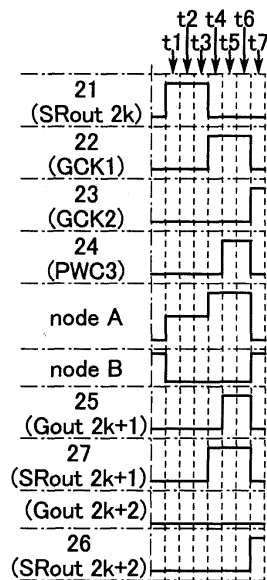 t2 t4 t6
t1 t3 t5 t7
21
(SRout 2k)
22
(GCK1)
23
(GCK2)
24
(PWC3)
node A
node B
25
(Gout 2k+1)
27
(SRout 2k+1)
(Gout 2k+2)
26
(SRout 2k+2)